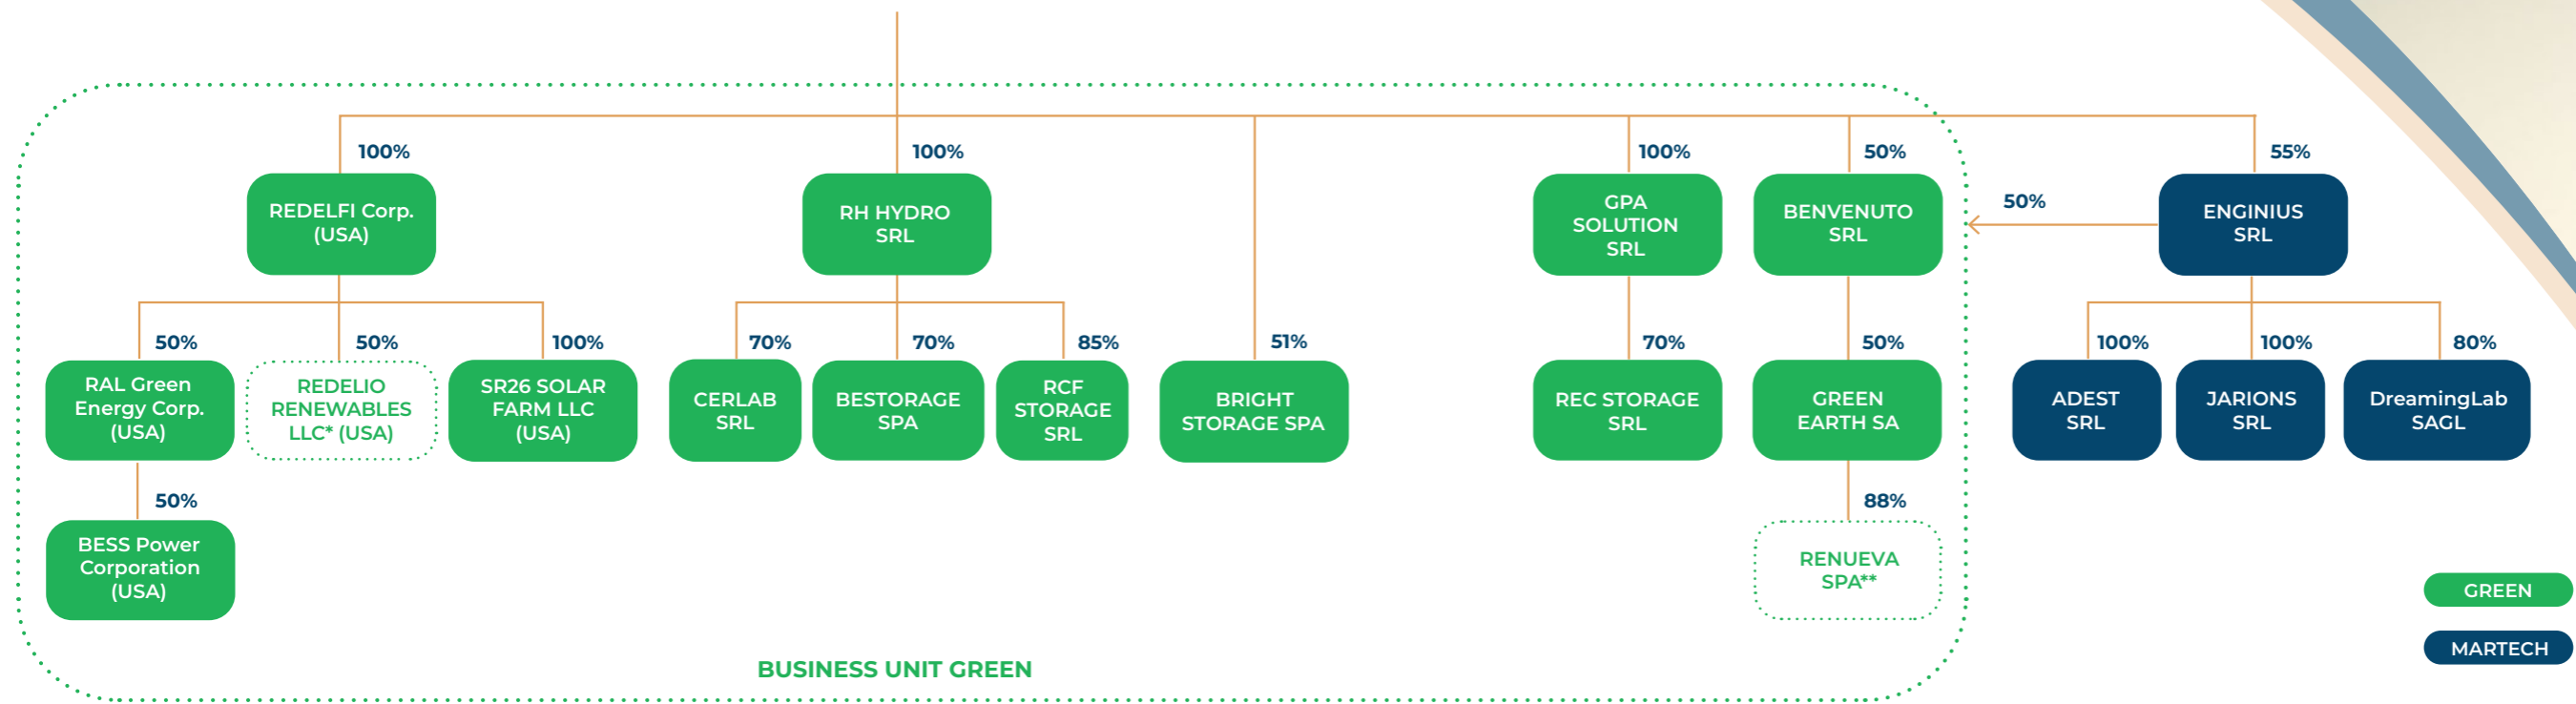 100%
100%
100%
50%
55%
REDELFI Corp.
(USA)
RH HYDRO
SRL
GPA
SOLUTION
SRL
BENVENUTO
SRL
50%
ENGINIUS
SRL
50%
50%
100%
70%
70%
85%
51%
70%
50%
100%
100%
80%
RAL Green
Energy Corp.
(USA)
REDELIO
RENEWABLES
LLC* (USA)
SR26 SOLAR
FARM LLC
(USA)
CERLAB
SRL
BESTORAGE
SPA
RCF
STORAGE
SRL
BRIGHT
STORAGE SPA
REC STORAGE
SRL
GREEN
EARTH SA
ADEST
SRL
JARIONS
SRL
DreamingLab
SAGL
50%
88%
BESS Power
Corporation
(USA)
RENUEVA
SPA**
GREEN
MARTECH
BUSINESS UNIT GREEN